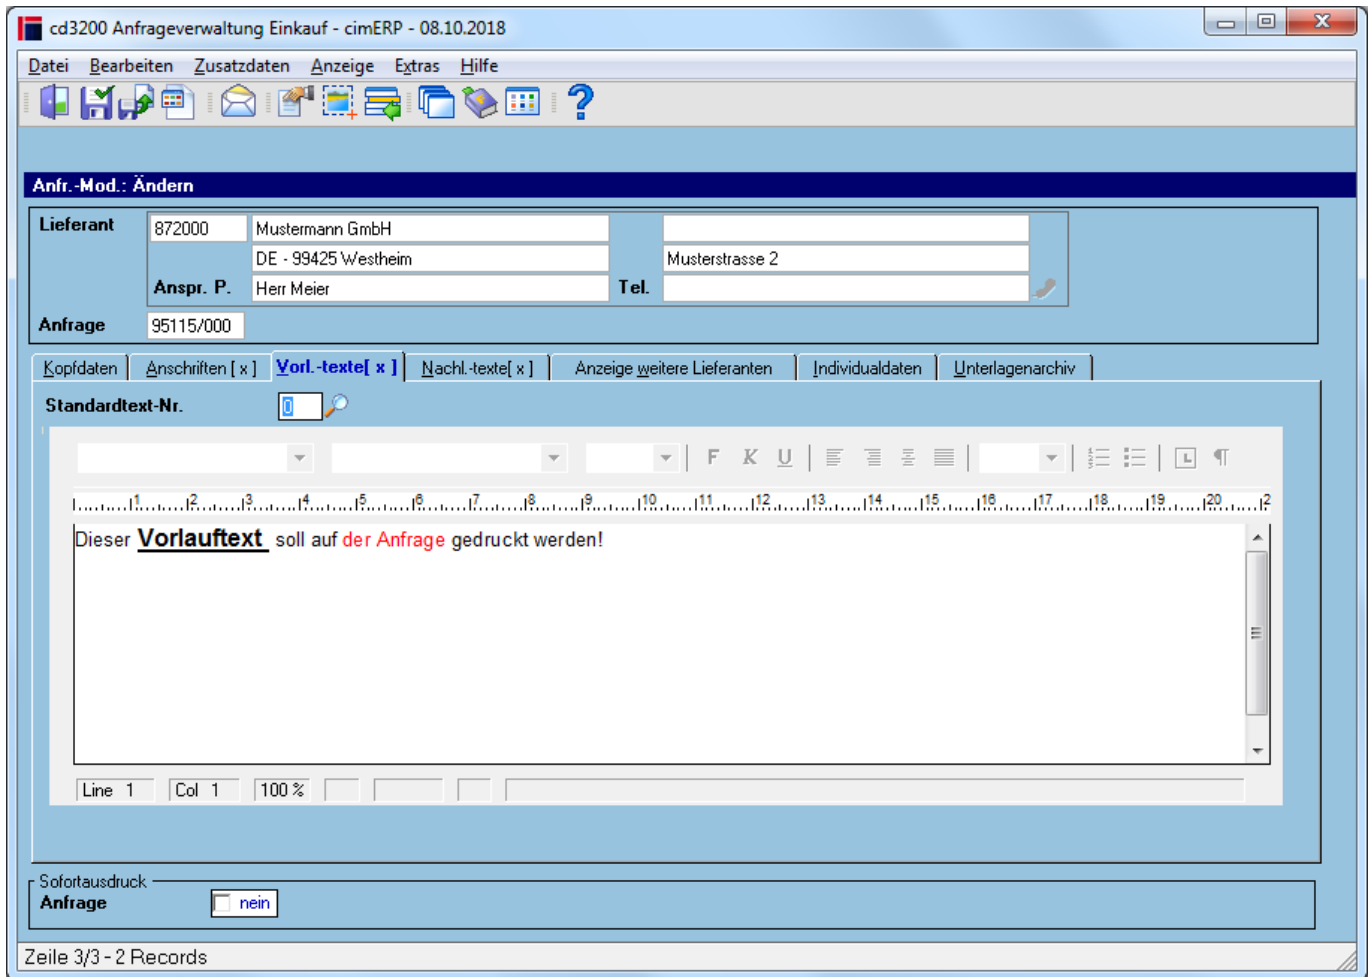 cd3200 Anfrageverwaltung Einkauf - cimERP - 08.10.2018
Datei Bearbeiten Zusatzdaten Anzeige Extras Hilfe
Anfr.-Mod.: Ändern
Lieferant 872000 Mustermann GmbH
DE - 99425 Westheim Musterstrasse 2
Anspr. P. Herr Meier Tel.
Anfrage 95115/000
Kopfdaten Anschriften [ x ] Vorl.-texte[ x ] Nachl.-texte[ x ] Anzeige weitere Lieferanten Individualdaten Unterlagenarchiv
Standardtext-Nr. 0
F K U L ¶
1 2 3 4 5 6 7 8 9 10 11 12 13 14 15 16 17 18 19 20 2
Dieser Vorlauftext soll auf der Anfrage gedruckt werden!
Line 1 Col 1 100 %
Sofortausdruck
Anfrage nein
Zeile 3/3 - 2 Records